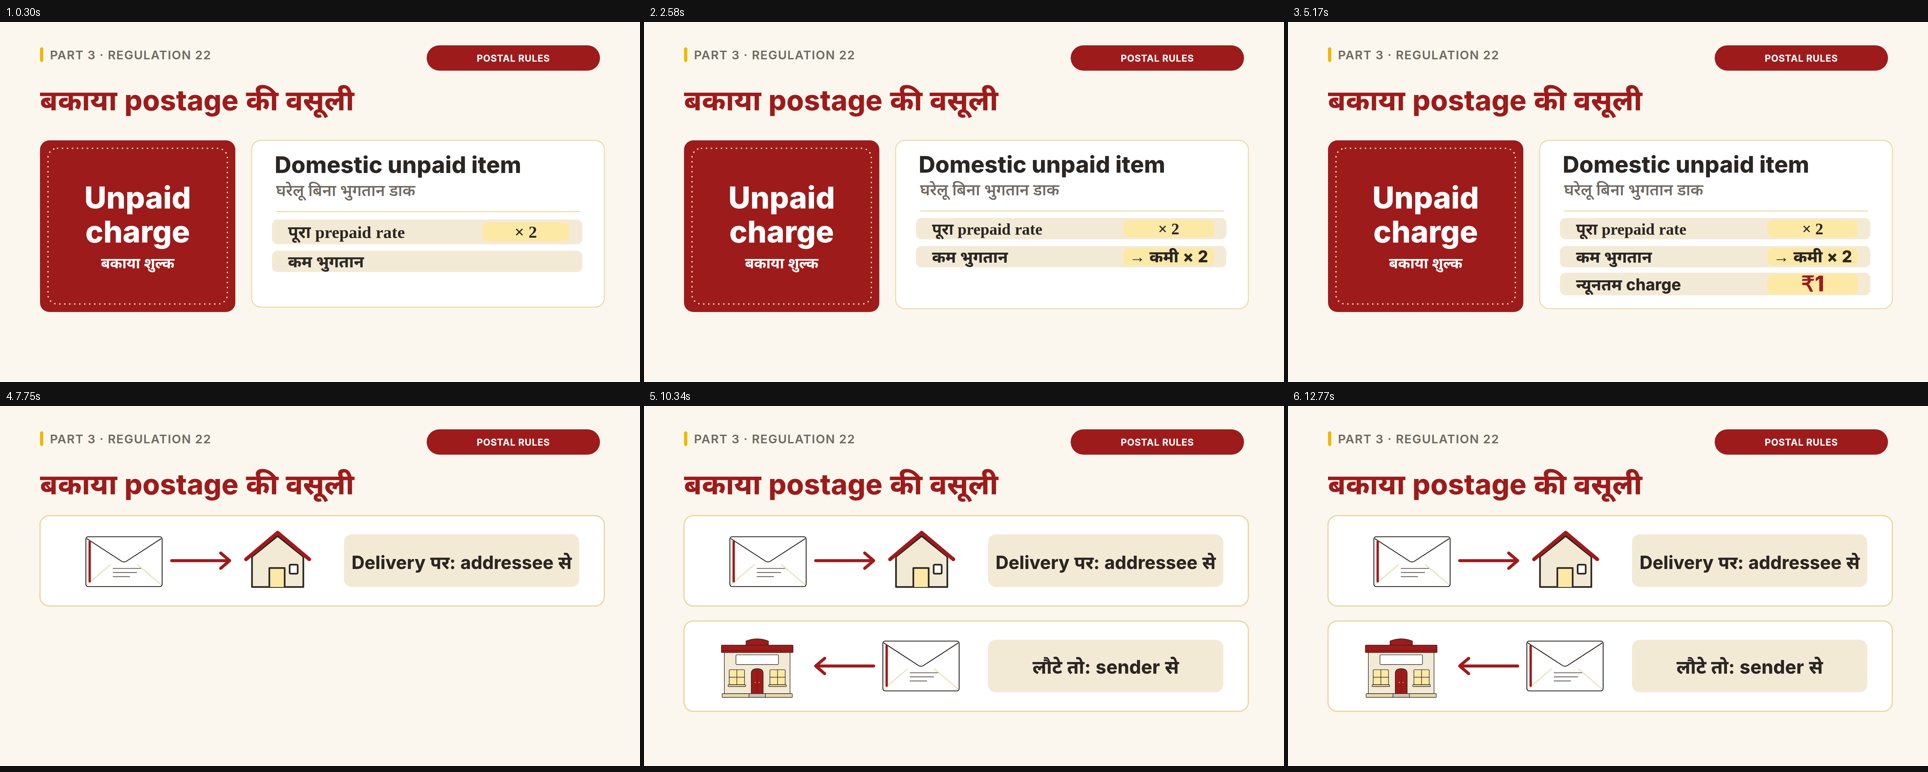 1. 0.30s
PART 3 · REGULATION 22
POSTAL RULES
बकाया postage की वसूली
Unpaid
charge
बकाया शुल्क
Domestic unpaid item
घरेलू बिना भुगतान डाक
पूरा prepaid rate × 2
कम भुगतान
2. 2.58s
PART 3 · REGULATION 22
POSTAL RULES
बकाया postage की वसूली
Unpaid
charge
बकाया शुल्क
Domestic unpaid item
घरेलू बिना भुगतान डाक
पूरा prepaid rate × 2
कम भुगतान → कमी × 2
3. 5.17s
PART 3 · REGULATION 22
POSTAL RULES
बकाया postage की वसूली
Unpaid
charge
बकाया शुल्क
Domestic unpaid item
घरेलू बिना भुगतान डाक
पूरा prepaid rate × 2
कम भुगतान → कमी × 2
न्यूनतम charge ₹1
4. 7.75s
PART 3 · REGULATION 22
POSTAL RULES
बकाया postage की वसूली
Delivery पर: addressee से
5. 10.34s
PART 3 · REGULATION 22
POSTAL RULES
बकाया postage की वसूली
Delivery पर: addressee से
लौटे तो: sender से
6. 12.77s
PART 3 · REGULATION 22
POSTAL RULES
बकाया postage की वसूली
Delivery पर: addressee से
लौटे तो: sender से